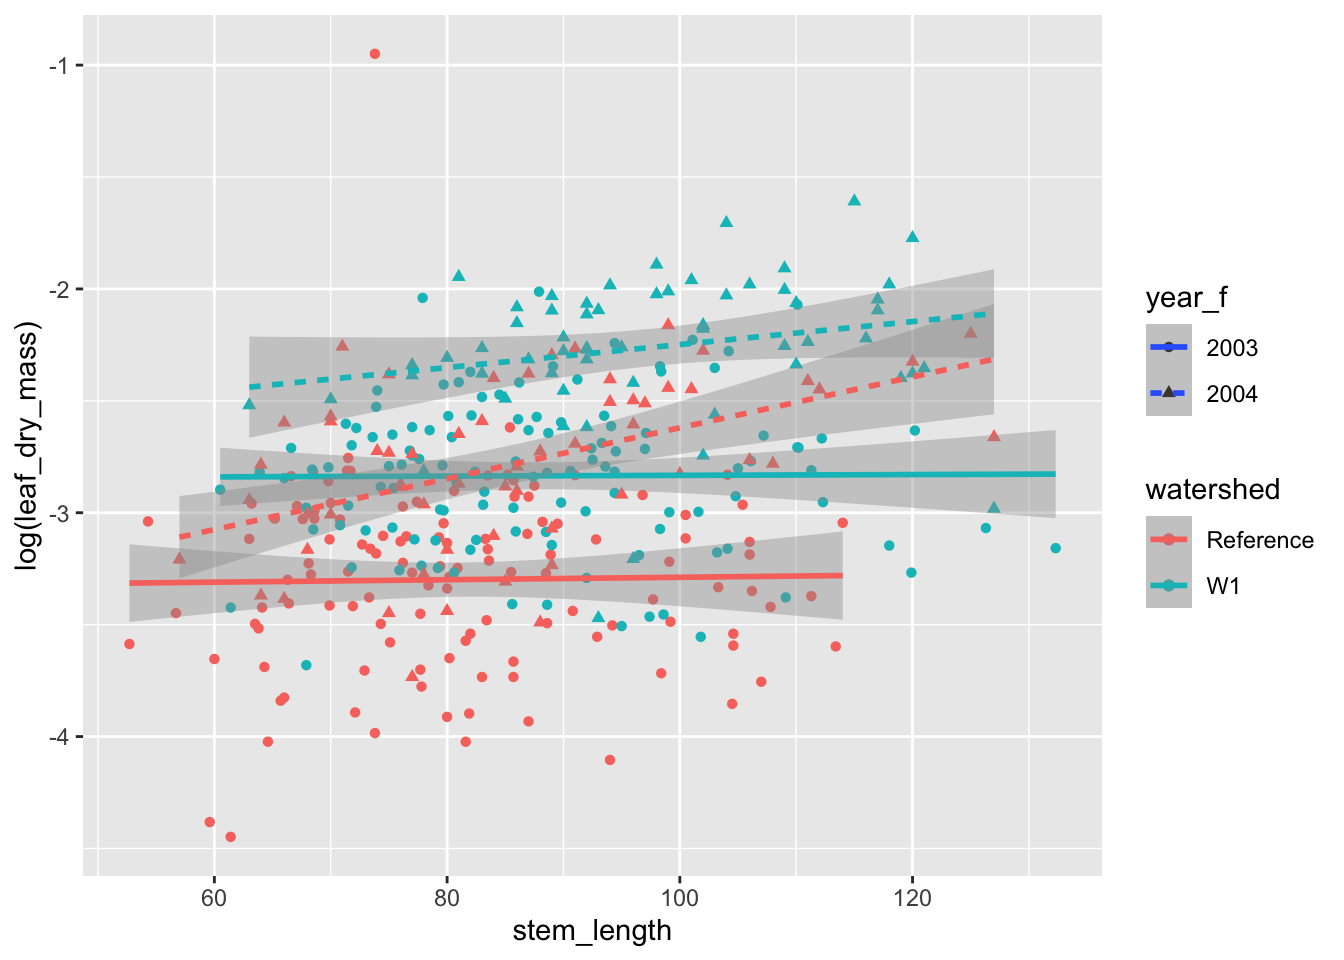 -1
-2
-3
-4
60
80
100
120
stem_length
log(leaf_dry_mass)
year_f
2003
2004
watershed
Reference
W1